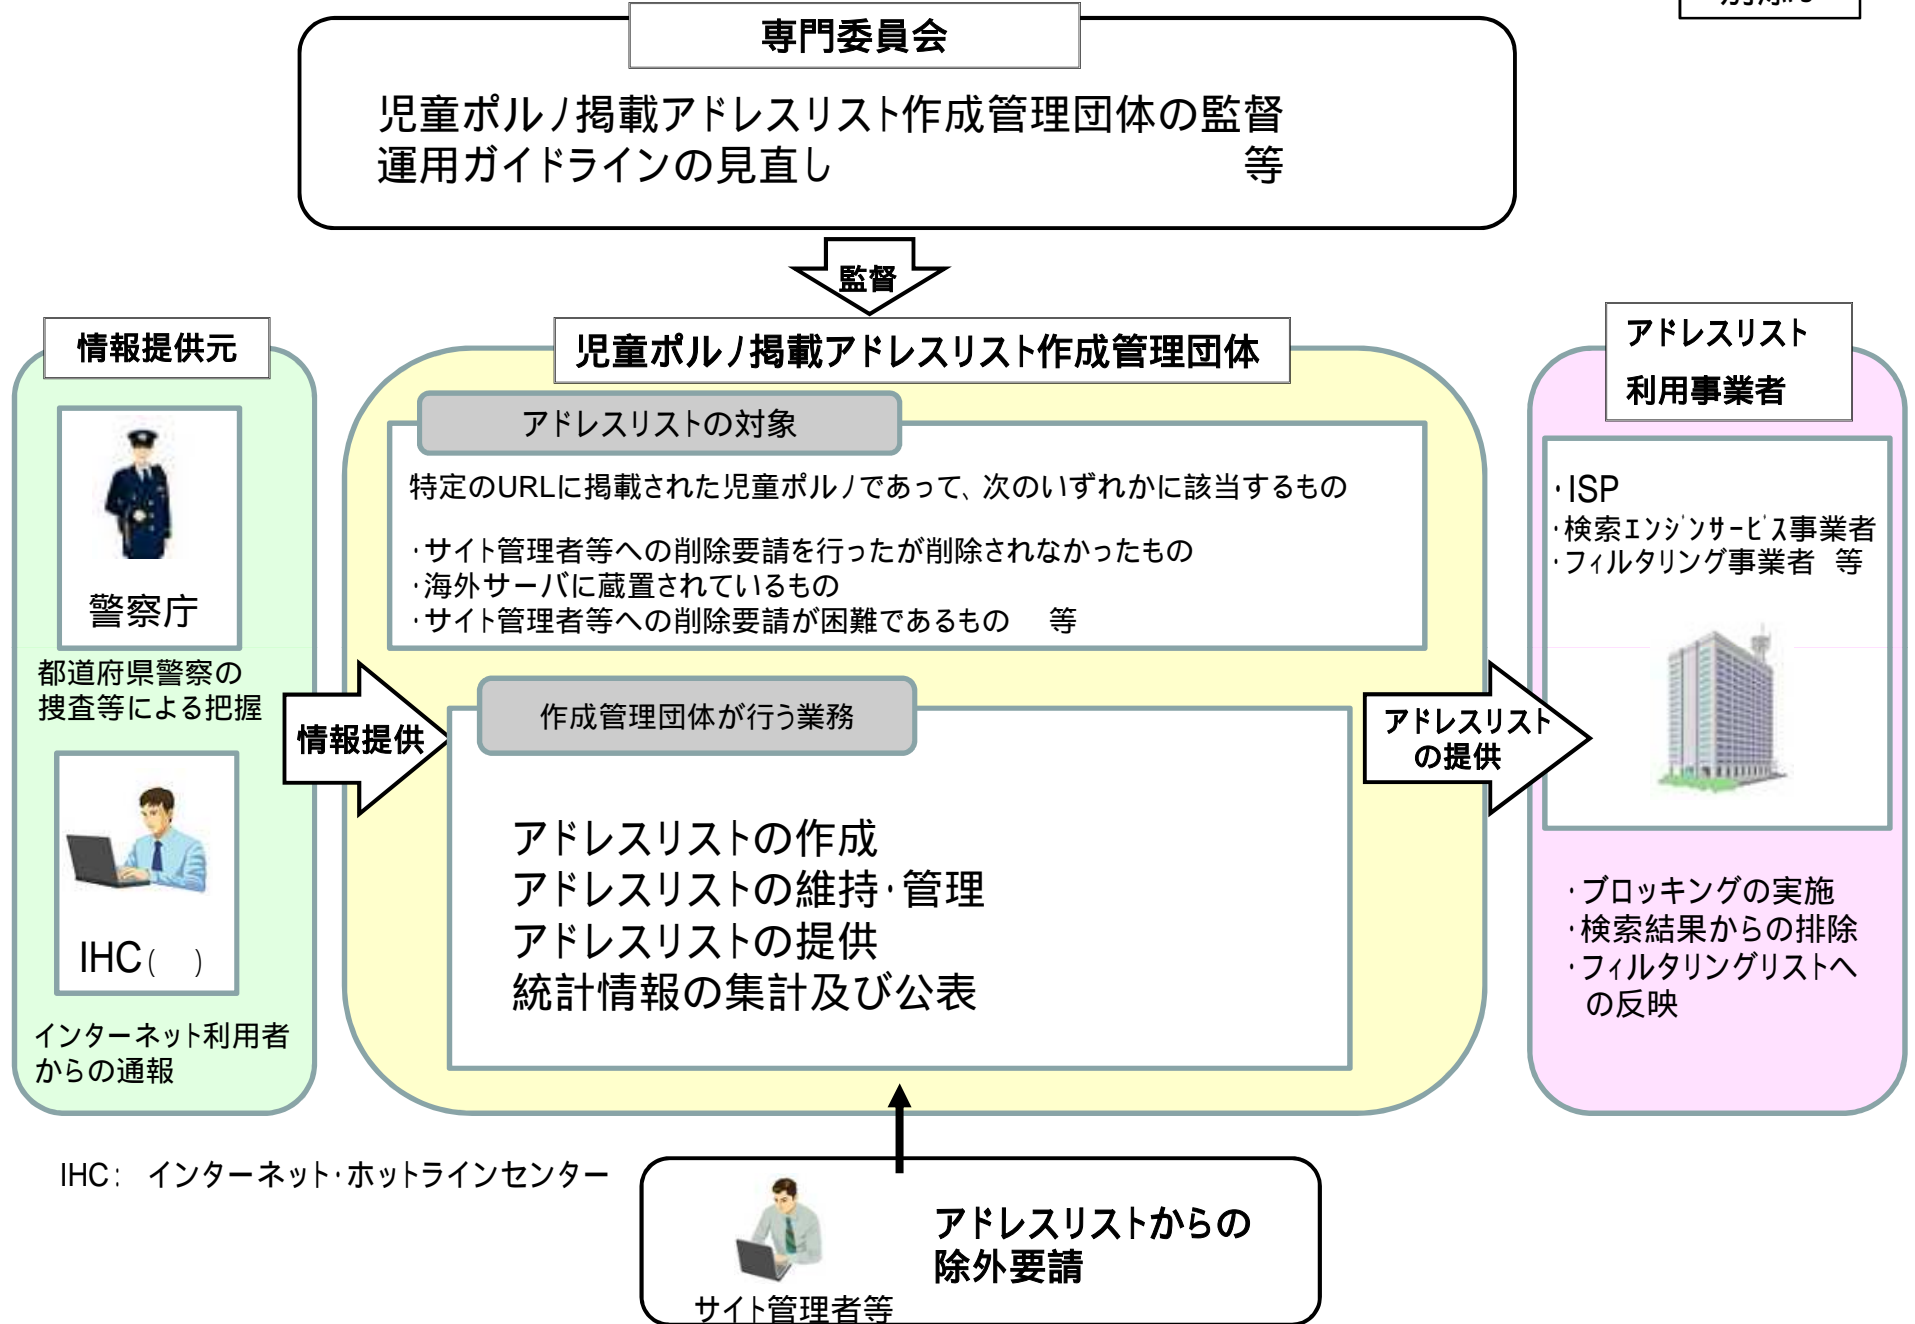 専門委員会
児童ポルノ掲載アドレスリスト作成管理団体の監督
運用ガイドラインの見直し 等
監督
情報提供元
警察庁
都道府県警察の
捜査等による把握
IHC( )
インターネット利用者
からの通報
情報提供
児童ポルノ掲載アドレスリスト作成管理団体
アドレスリストの対象
特定のURLに掲載された児童ポルノであって、次のいずれかに該当するもの
・サイト管理者等への削除要請を行ったが削除されなかったもの
・海外サーバに蔵置されているもの
・サイト管理者等への削除要請が困難であるもの 等
作成管理団体が行う業務
アドレスリストの作成
アドレスリストの維持・管理
アドレスリストの提供
統計情報の集計及び公表
アドレスリスト
の提供
アドレスリスト
利用事業者
・ISP
・検索ｴﾝｼﾞﾝｻｰﾋﾞｽ事業者
・フィルタリング事業者 等
・ブロッキングの実施
・検索結果からの排除
・フィルタリングリストへ
の反映
IHC: インターネット・ホットラインセンター
サイト管理者等
アドレスリストからの
除外要請